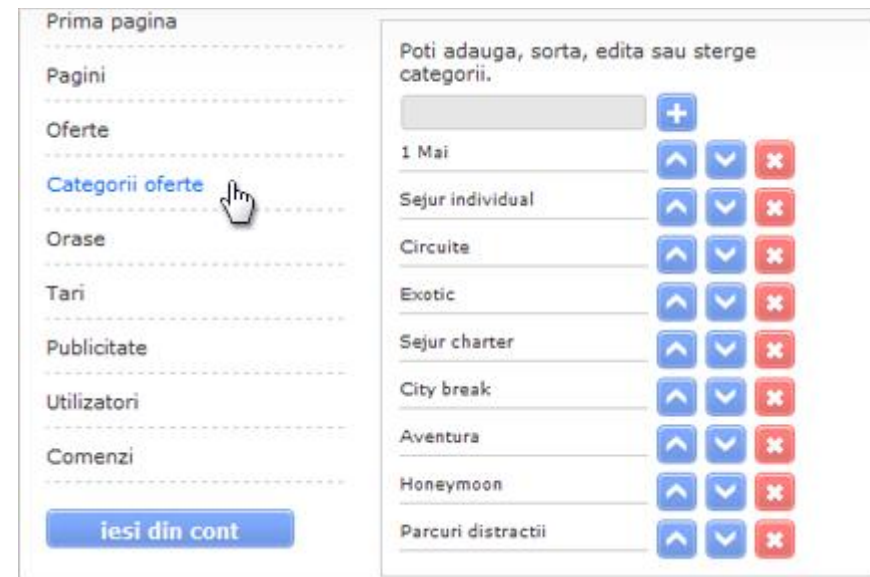 Prima pagina
Pagini
Oferte
Categorii oferte
Orase
Tari
Publicitate
Utilizatori
Comenzi
iesi din cont
Poti adauga, sorta, edita sau sterge
categorii.
1 Mai
Sejur individual
Circuite
Exotic
Sejur charter
City break
Aventura
Honeymoon
Parcuri distractii